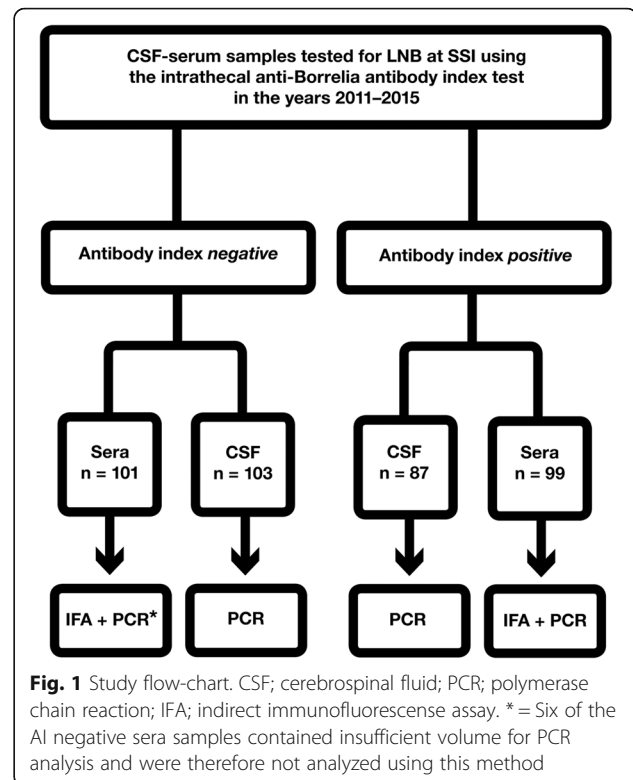 CSF-serum samples tested for LNB at SSI using
the intrathecal anti-Borrelia antibody index test
in the years 2011–2015
Antibody index negative
Antibody index positive
Sera
n = 101
CSF
n = 103
CSF
n = 87
Sera
n = 99
IFA + PCR*
PCR
PCR
IFA + PCR
Fig. 1 Study flow-chart. CSF; cerebrospinal fluid; PCR; polymerase
chain reaction; IFA; indirect immunofluorescense assay. * = Six of the
AI negative sera samples contained insufficient volume for PCR
analysis and were therefore not analyzed using this method